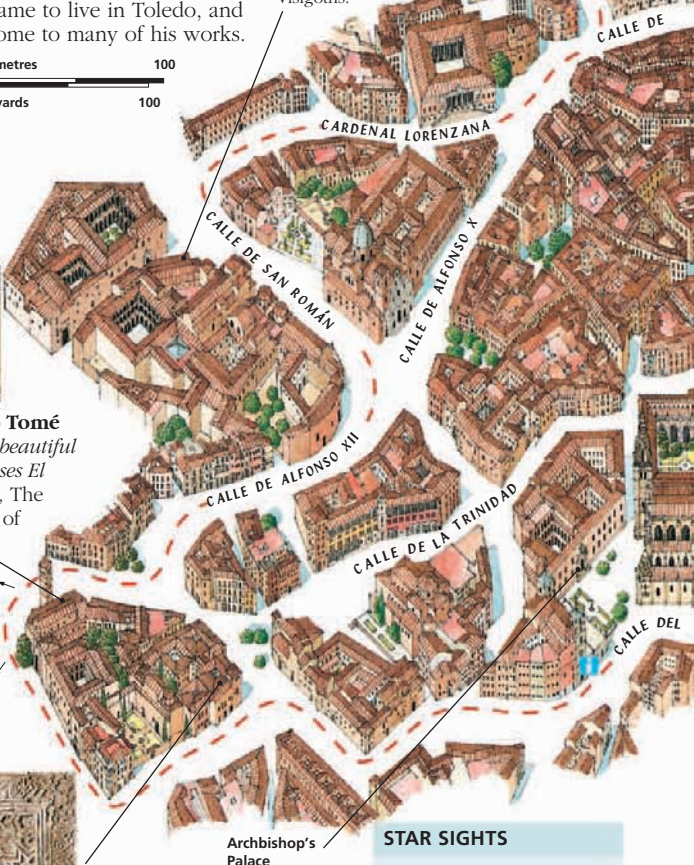 ame to live in Toledo, and
ome to many of his works.
metres 100
yards 100
Visigoths.
CALLE DE
CARDENAL LORENZANA
CALLE DE SAN ROMÁN
CALLE DE ALFONSO X
Tomé
beautiful
ses El
, The
of
CALLE DE ALFONSO XII
CALLE DE LA TRINIDAD
CALLE DEL
i
Archbishop's
Palace
STAR SIGHTS